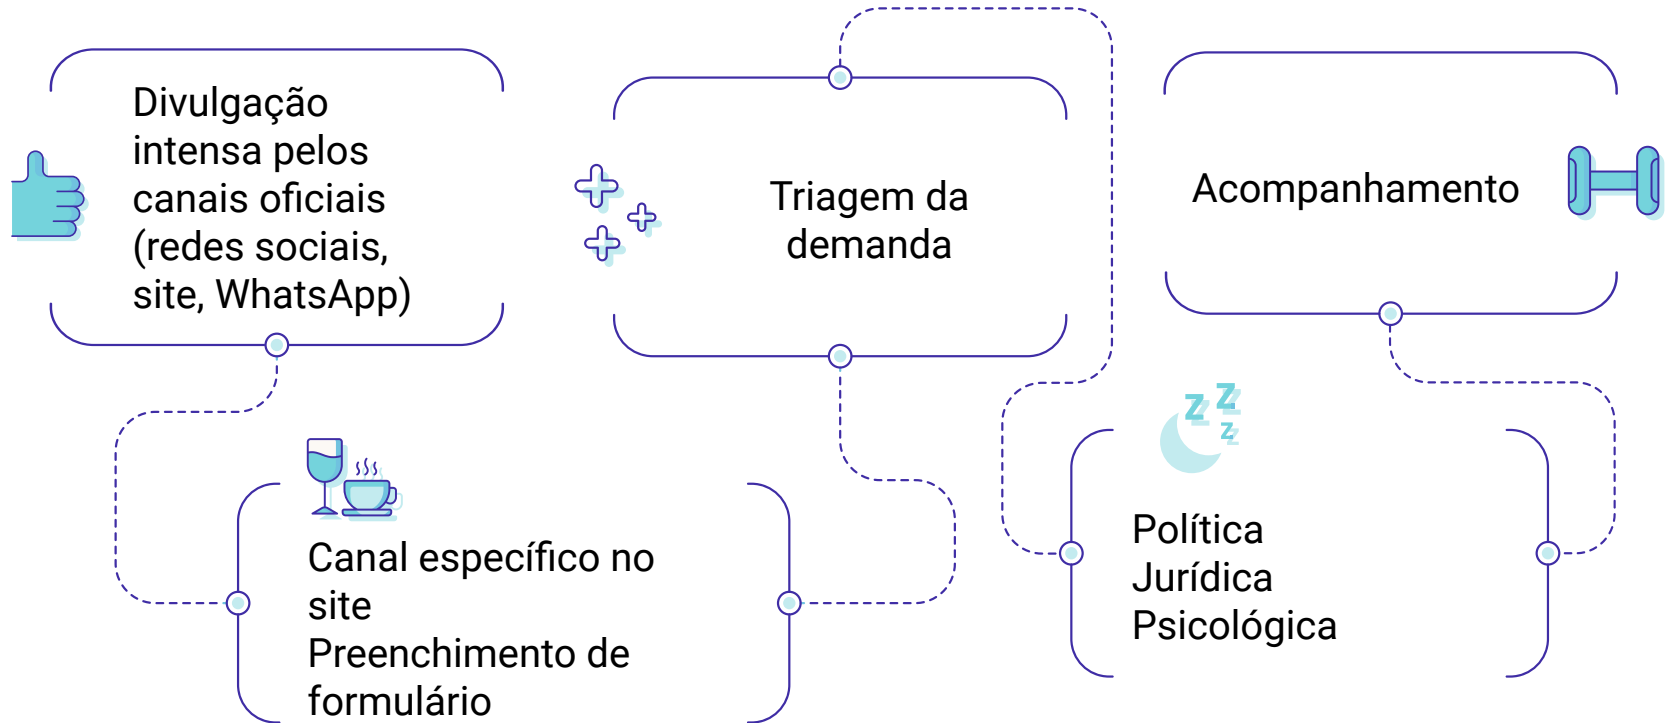 Divulgação
intensa pelos
canais oficiais
(redes sociais,
site, WhatsApp)
Canal específico no
site
Preenchimento de
formulário
Triagem da
demanda
Política
Jurídica
Psicológica
Acompanhamento
Z Z Z